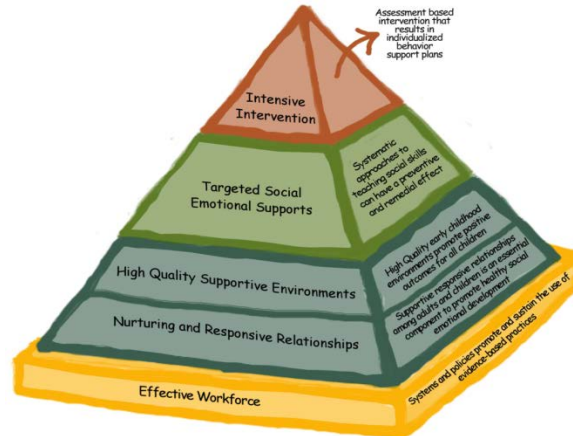 Assessment based
intervention that
results in
individualized
behavior
support plans
Intensive
Intervention
Systematic
approaches to
teaching social skills
can have a preventive
and remedial effect
Targeted Social
Emotional Supports
High Quality early childhood
environments promote positive
outcomes for all children
High Quality Supportive Environments
Supportive responsive relationships
among adults and children is an essential
component to promote healthy social
emotional development
Nurturing and Responsive Relationships
Systems and policies promote and sustain the use of
evidence-based practices
Effective Workforce